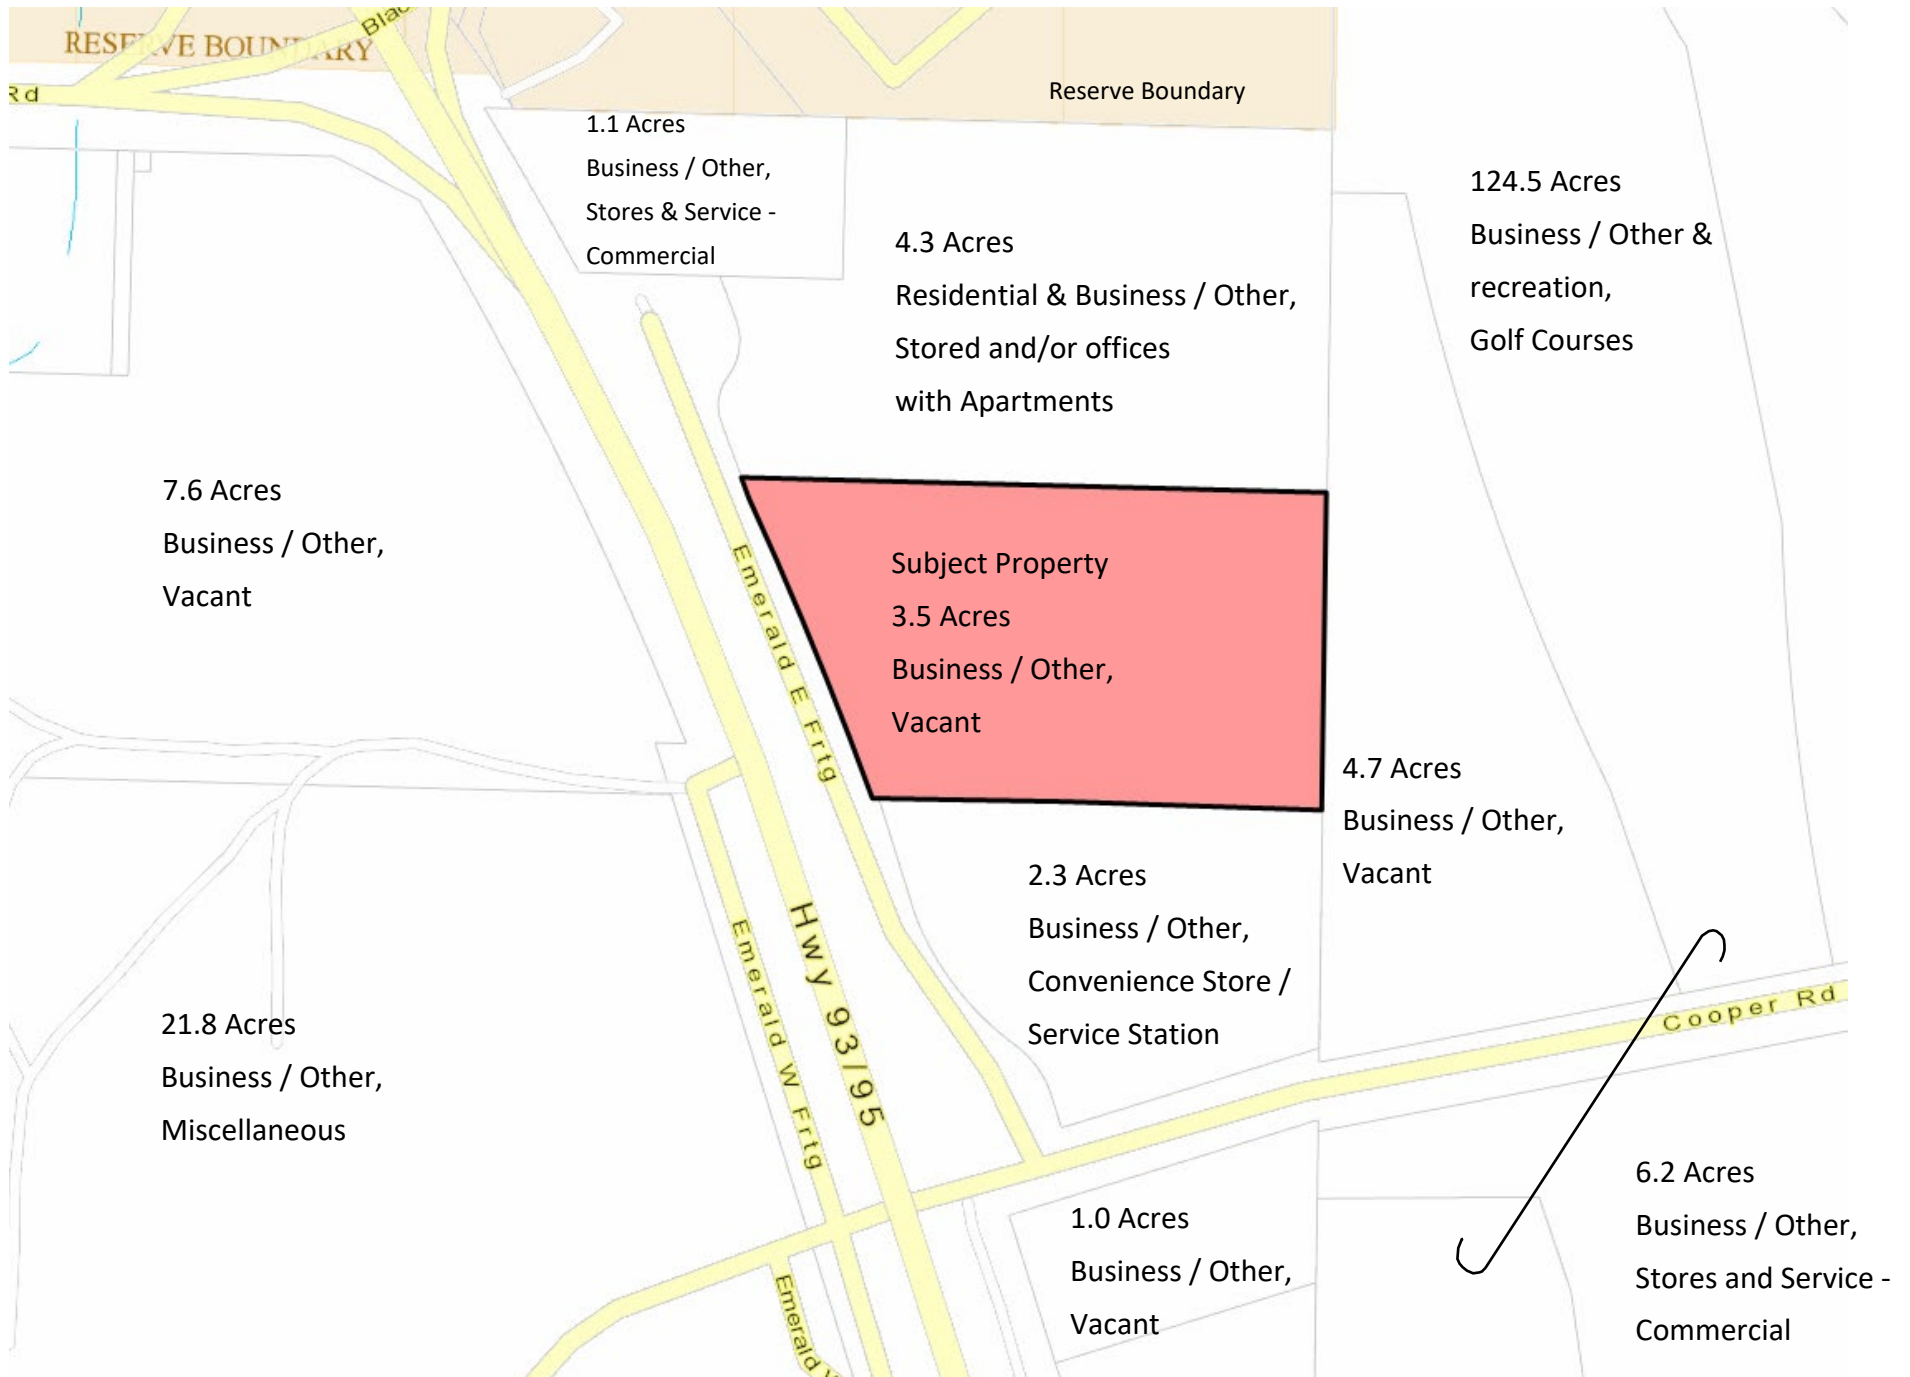 RESERVE BOUNDARY
Rd
Reserve Boundary
1.1 Acres
Business / Other,
Stores & Service -
Commercial
4.3 Acres
Residential & Business / Other,
Stored and/or offices
with Apartments
124.5 Acres
Business / Other &
recreation,
Golf Courses
7.6 Acres
Business / Other,
Vacant
Emerald E Frtg
Subject Property
3.5 Acres
Business / Other,
Vacant
4.7 Acres
Business / Other,
Vacant
2.3 Acres
Business / Other,
Convenience Store /
Service Station
Hwy 93/95
Emerald W Frtg
Cooper Rd
21.8 Acres
Business / Other,
Miscellaneous
1.0 Acres
Business / Other,
Vacant
6.2 Acres
Business / Other,
Stores and Service -
Commercial
Emerald